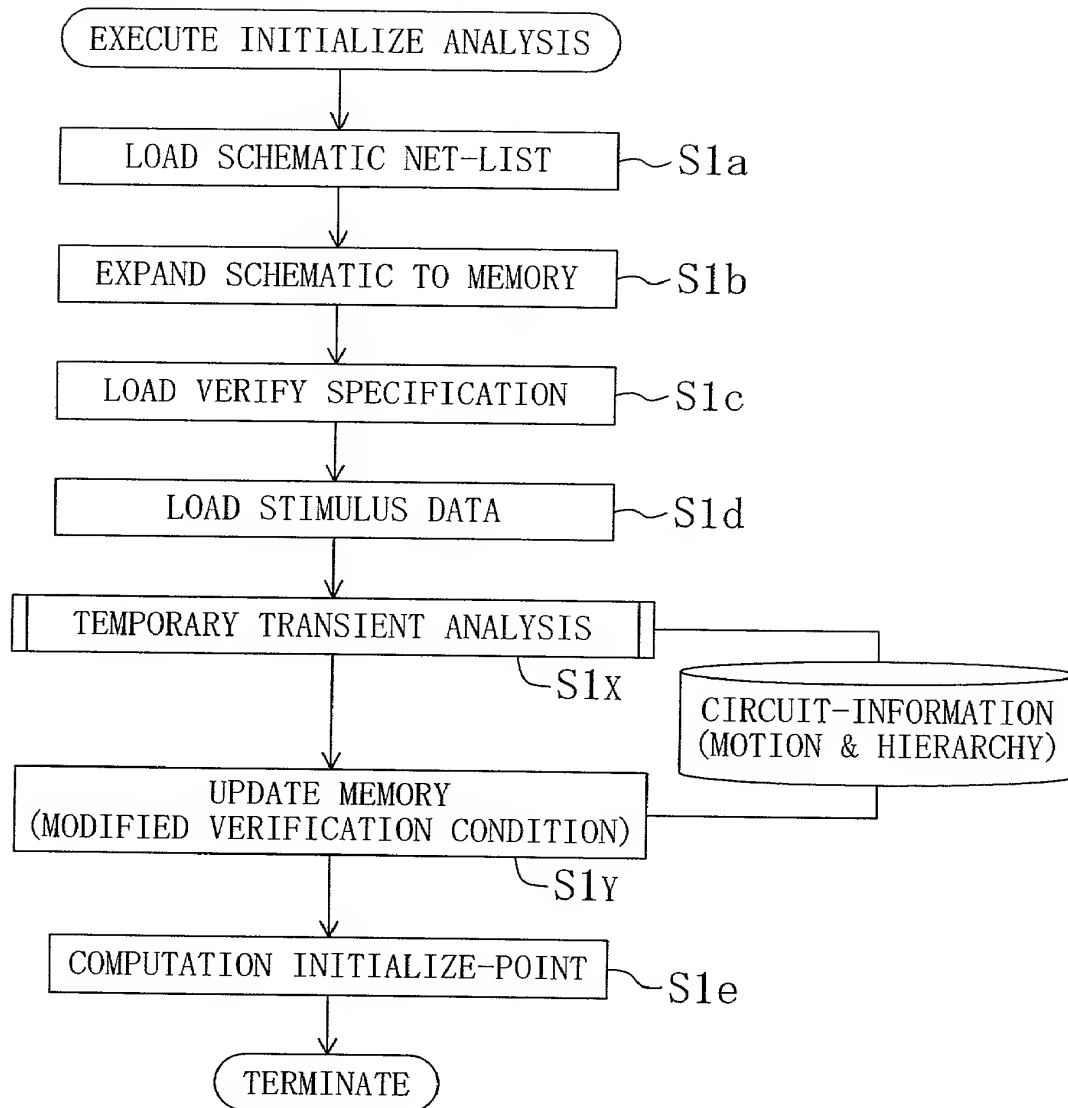 EXECUTE INITIALIZE ANALYSIS
LOAD SCHEMATIC NET-LIST
S1a
EXPAND SCHEMATIC TO MEMORY
S1b
LOAD VERIFY SPECIFICATION
S1c
LOAD STIMULUS DATA
S1d
TEMPORARY TRANSIENT ANALYSIS
S1X
CIRCUIT-INFORMATION
(MOTION & HIERARCHY)
UPDATE MEMORY
(MODIFIED VERIFICATION CONDITION)
S1Y
COMPUTATION INITIALIZE-POINT
S1e
TERMINATE